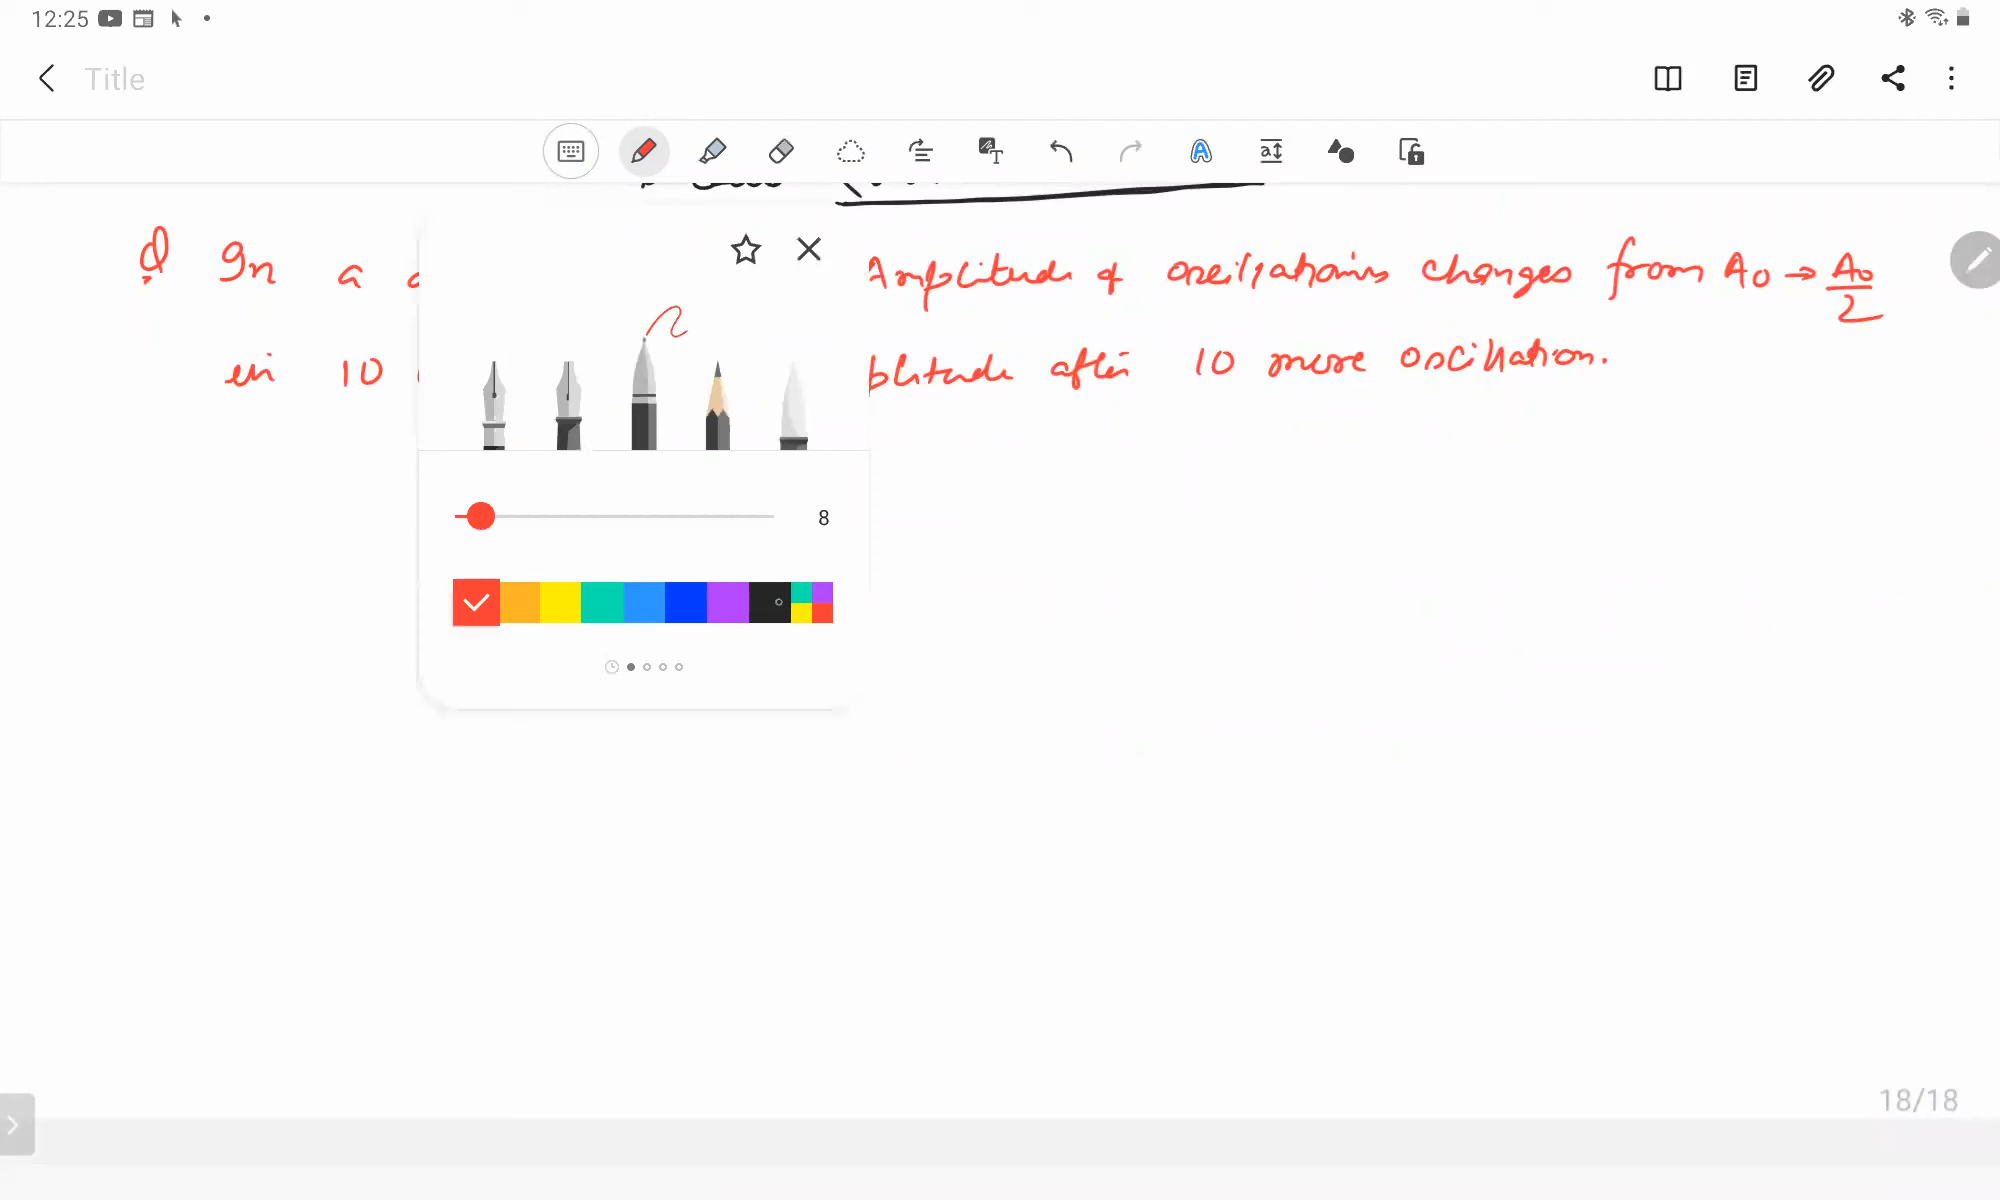 12:25
Title
Q In a Amplitude of oscillations changes from A0 → A0/2
in 10 plitude after 10 more oscillation.
8
18/18